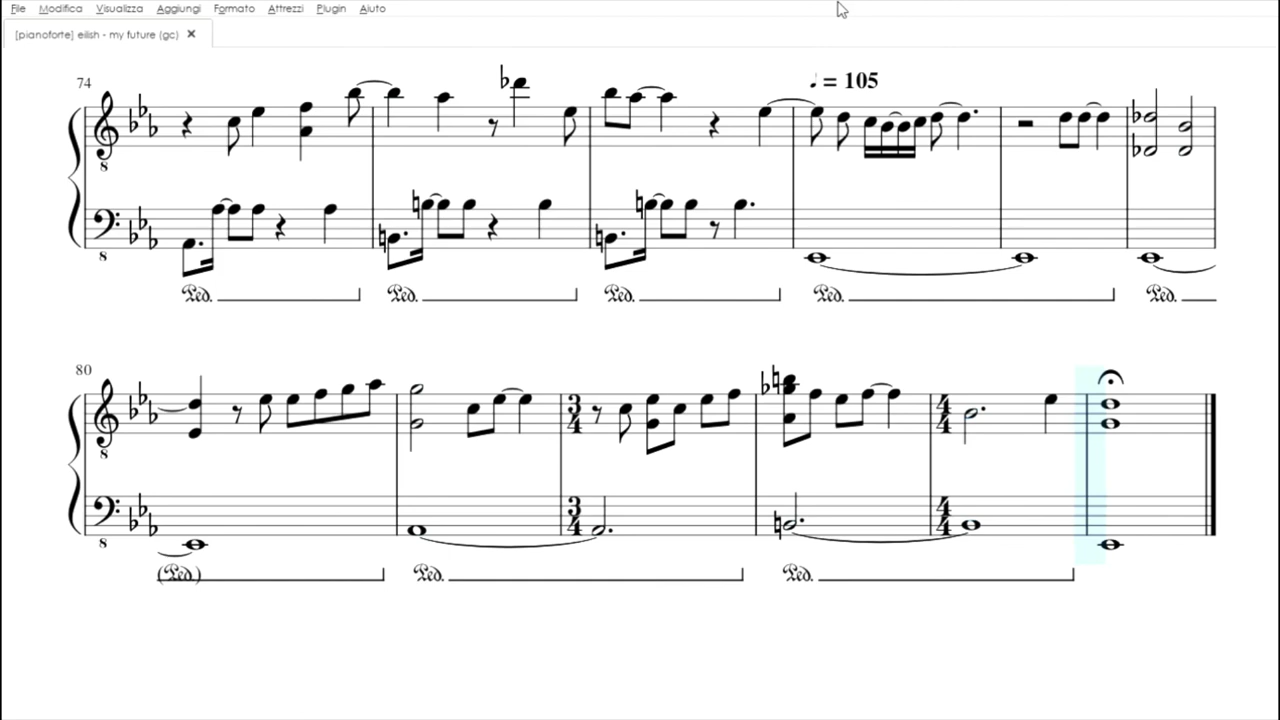 File Modifica Visualizza Aggiungi Formato Attrezzi Plugin Aiuto
[pianoforte] eilish - my future (gc) ×
74
♩ = 105
8
8
Ped. Ped. Ped. Ped. Ped.
80
3 4
4 4
8
3 4
4 4
8
(Ped.) Ped. Ped.